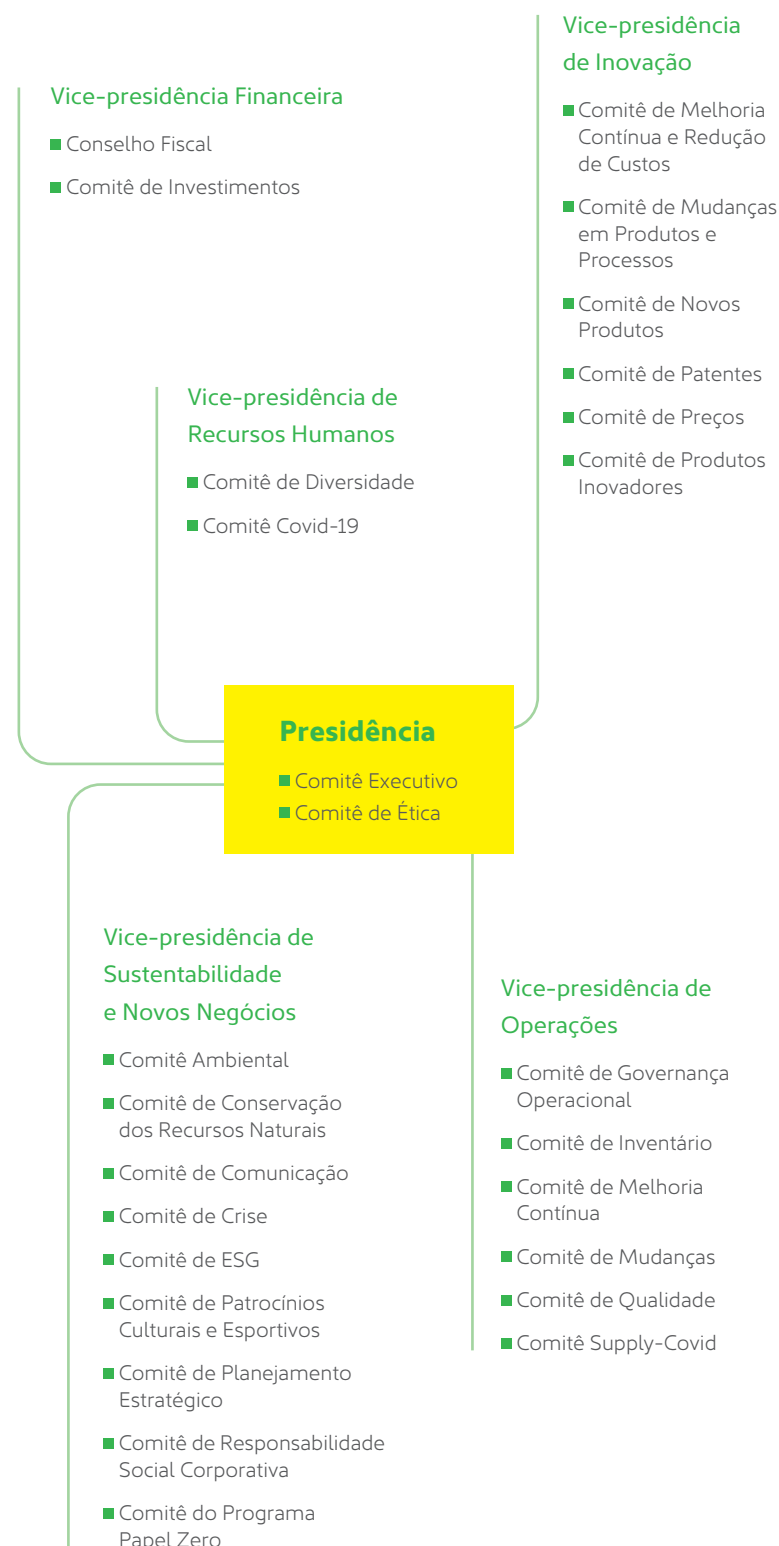 Vice-presidência Financeira
Conselho Fiscal
Comitê de Investimentos
Vice-presidência
de Inovação
Comitê de Melhoria
Contínua e Redução
de Custos
Comitê de Mudanças
em Produtos e
Processos
Comitê de Novos
Produtos
Comitê de Patentes
Comitê de Preços
Comitê de Produtos
Inovadores
Vice-presidência de
Recursos Humanos
Comitê de Diversidade
Comitê Covid-19
Presidência
Comitê Executivo
Comitê de Ética
Vice-presidência de
Sustentabilidade
e Novos Negócios
Comitê Ambiental
Comitê de Conservação
dos Recursos Naturais
Comitê de Comunicação
Comitê de Crise
Comitê de ESG
Comitê de Patrocínios
Culturais e Esportivos
Comitê de Planejamento
Estratégico
Comitê de Responsabilidade
Social Corporativa
Comitê do Programa
Papel Zero
Vice-presidência de
Operações
Comitê de Governança
Operacional
Comitê de Inventário
Comitê de Melhoria
Contínua
Comitê de Mudanças
Comitê de Qualidade
Comitê Supply-Covid